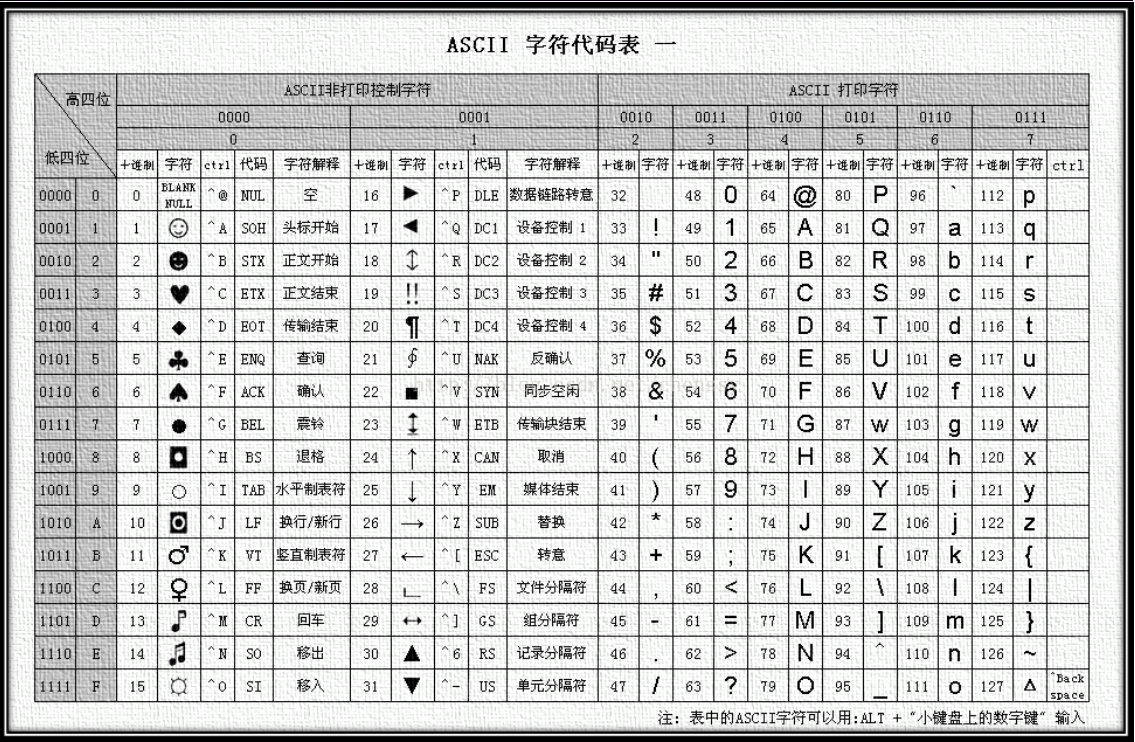 ASCII 字符代码表 一
高四位 ASCII非打印控制字符 ASCII 打印字符
0000 0001 0010 0011 0100 0101 0110 0111
0 1 2 3 4 5 6 7
低四位 十进制 字符 ctrl 代码 字符解释 十进制 字符 ctrl 代码 字符解释 十进制 字符 十进制 字符 十进制 字符 十进制 字符 十进制 字符 十进制 字符 ctrl
0000 0 0 BLANK NULL ^@ NUL 空 16 ► ^P DLE 数据链路转意 32 48 0 64 @ 80 P 96 ` 112 p
0001 1 1 ☺ ^A SOH 头标开始 17 ◄ ^Q DC1 设备控制 1 33 ! 49 1 65 A 81 Q 97 a 113 q
0010 2 2 ☻ ^B STX 正文开始 18 ↕ ^R DC2 设备控制 2 34 " 50 2 66 B 82 R 98 b 114 r
0011 3 3 ♥ ^C ETX 正文结束 19 ‼ ^S DC3 设备控制 3 35 # 51 3 67 C 83 S 99 c 115 s
0100 4 4 ♦ ^D EOT 传输结束 20 ¶ ^T DC4 设备控制 4 36 $ 52 4 68 D 84 T 100 d 116 t
0101 5 5 ♣ ^E ENQ 查询 21 ∮ ^U NAK 反确认 37 % 53 5 69 E 85 U 101 e 117 u
0110 6 6 ♠ ^F ACK 确认 22 ■ ^V SYN 同步空闲 38 & 54 6 70 F 86 V 102 f 118 v
0111 7 7 ● ^G BEL 震铃 23 ↨ ^W ETB 传输块结束 39 ' 55 7 71 G 87 w 103 g 119 w
1000 8 8 ◘ ^H BS 退格 24 ↑ ^X CAN 取消 40 ( 56 8 72 H 88 X 104 h 120 x
1001 9 9 ○ ^I TAB 水平制表符 25 ↓ ^Y EM 媒体结束 41 ) 57 9 73 I 89 Y 105 i 121 y
1010 A 10 ◙ ^J LF 换行/新行 26 → ^Z SUB 替换 42 * 58 : 74 J 90 Z 106 j 122 z
1011 B 11 ♂ ^K VT 竖直制表符 27 ← ^[ ESC 转意 43 + 59 ; 75 K 91 [ 107 k 123 {
1100 C 12 ♀ ^L FF 换页/新页 28 ∟ ^\ FS 文件分隔符 44 , 60 < 76 L 92 \ 108 l 124 |
1101 D 13 ♪ ^M CR 回车 29 ↔ ^] GS 组分隔符 45 - 61 = 77 M 93 ] 109 m 125 }
1110 E 14 ♫ ^N SO 移出 30 ▲ ^6 RS 记录分隔符 46 . 62 > 78 N 94 ^ 110 n 126 ~
1111 F 15 ☼ ^O SI 移入 31 ▼ ^- US 单元分隔符 47 / 63 ? 79 O 95 _ 111 o 127 Δ ^Back space
注: 表中的ASCII字符可以用:ALT + "小键盘上的数字键" 输入